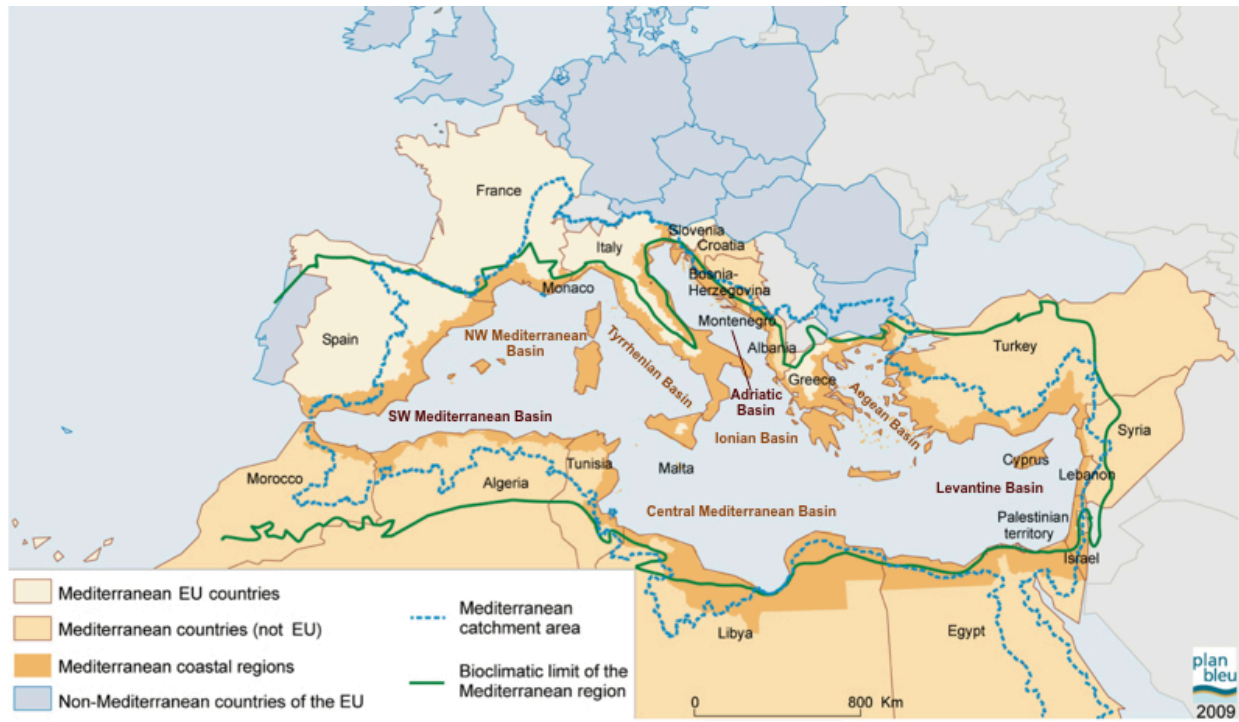 France
Slovenia
Croatia
Italy
Bosnia-
Herzegovina
Monaco
Montenegro
Spain
NW Mediterranean
Basin
Tyrrhenian Basin
Albania
Turkey
Greece
Adriatic
Basin
Aegean Basin
SW Mediterranean Basin
Ionian Basin
Syria
Morocco
Algeria
Tunisia
Malta
Cyprus
Lebanon
Levantine Basin
Central Mediterranean Basin
Palestinian
territory
Israel
Libya
Egypt
Mediterranean EU countries
Mediterranean countries (not EU)
Mediterranean coastal regions
Non-Mediterranean countries of the EU
Mediterranean
catchment area
Bioclimatic limit of the
Mediterranean region
0 800 Km
plan
bleu
2009